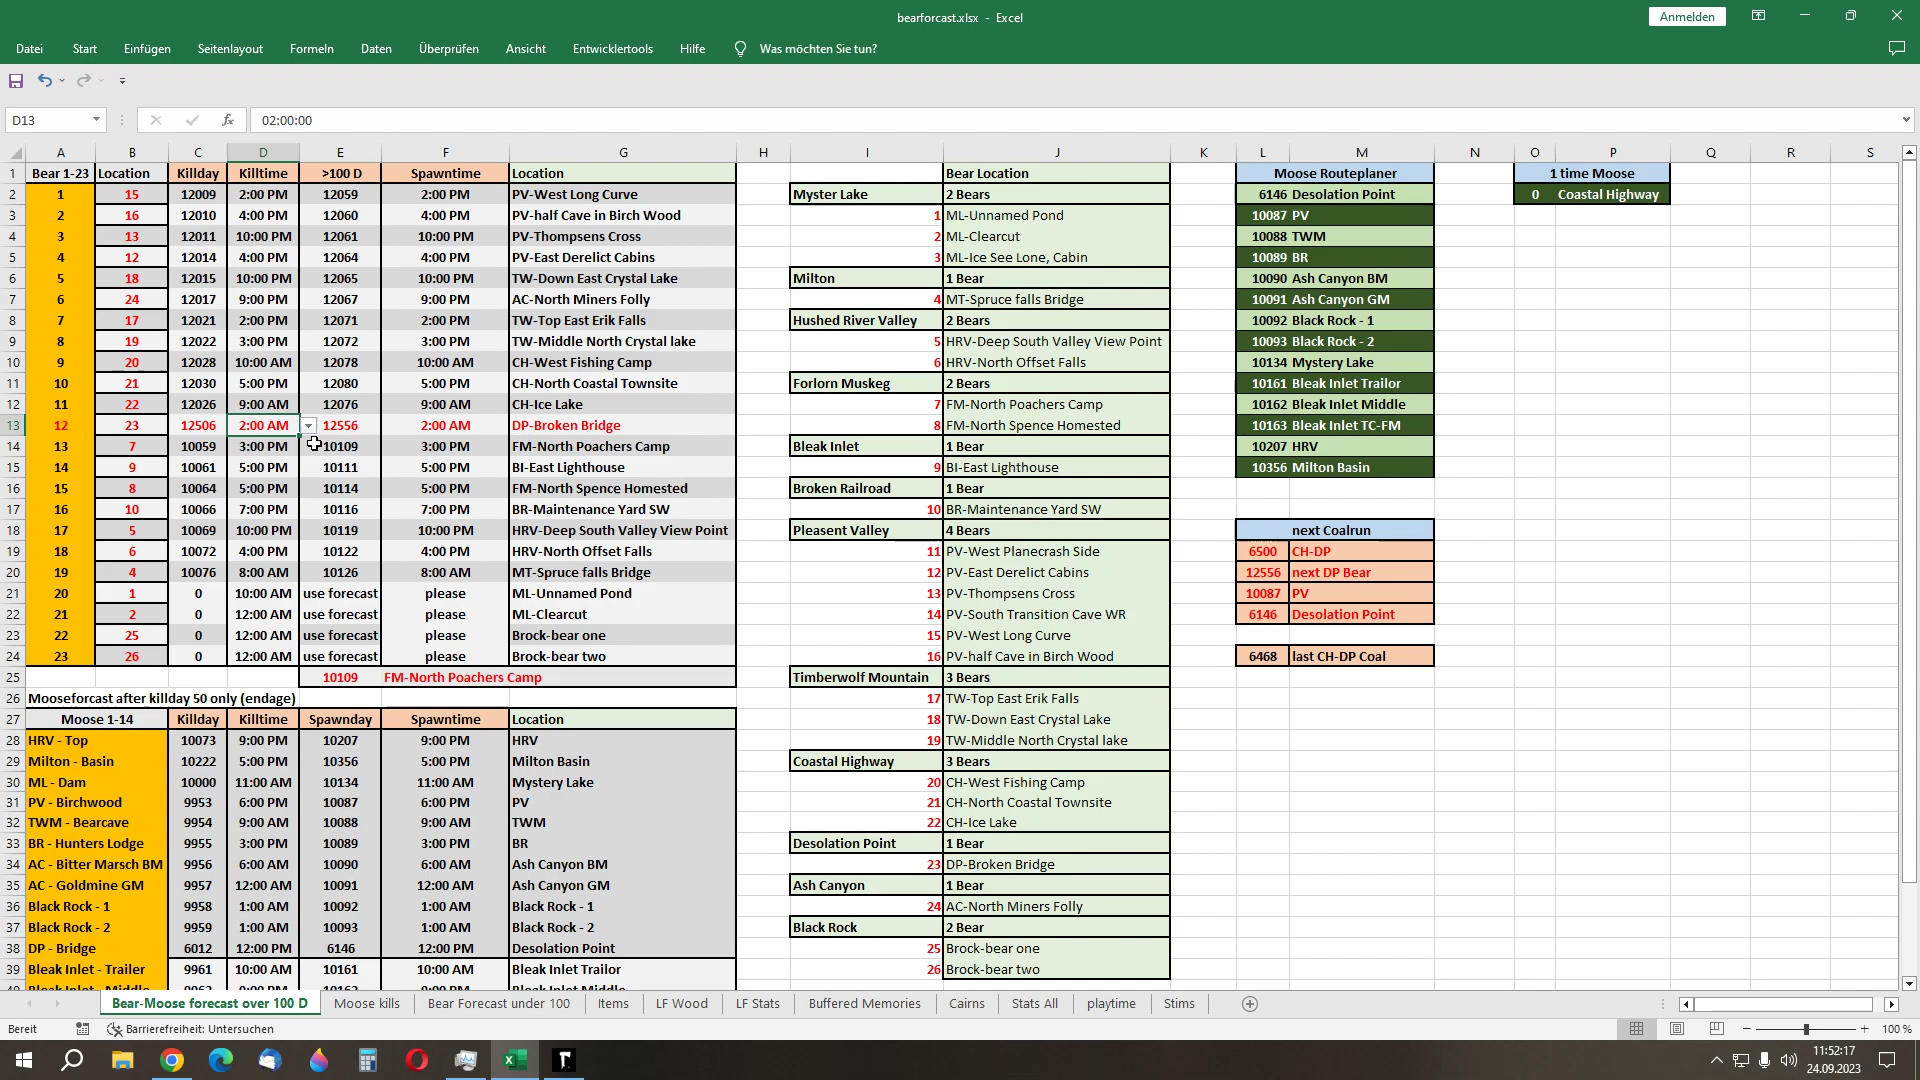 bearforcast.xlsx - Excel
Anmelden
Datei Start Einfügen Seitenlayout Formeln Daten Überprüfen Ansicht Entwicklertools Hilfe Was möchten Sie tun?
D13 fx 02:00:00
A B C D E F G H I J K L M N O P Q R S
1 Bear 1-23 Location Killday Killtime >100 D Spawntime Location Bear Location Moose Routeplaner 1 time Moose
2 1 15 12009 2:00 PM 12059 2:00 PM PV-West Long Curve Myster Lake 2 Bears 6146 Desolation Point 0 Coastal Highway
3 2 16 12010 4:00 PM 12060 4:00 PM PV-half Cave in Birch Wood 1 ML-Unnamed Pond 10087 PV
4 3 13 12011 10:00 PM 12061 10:00 PM PV-Thompsens Cross 2 ML-Clearcut 10088 TWM
5 4 12 12014 4:00 PM 12064 4:00 PM PV-East Derelict Cabins 3 ML-Ice See Lone, Cabin 10089 BR
6 5 18 12015 10:00 PM 12065 10:00 PM TW-Down East Crystal Lake Milton 1 Bear 10090 Ash Canyon BM
7 6 24 12017 9:00 PM 12067 9:00 PM AC-North Miners Folly 4 MT-Spruce falls Bridge 10091 Ash Canyon GM
8 7 17 12021 2:00 PM 12071 2:00 PM TW-Top East Erik Falls Hushed River Valley 2 Bears 10092 Black Rock - 1
9 8 19 12022 3:00 PM 12072 3:00 PM TW-Middle North Crystal lake 5 HRV-Deep South Valley View Point 10093 Black Rock - 2
10 9 20 12028 10:00 AM 12078 10:00 AM CH-West Fishing Camp 6 HRV-North Offset Falls 10134 Mystery Lake
11 10 21 12030 5:00 PM 12080 5:00 PM CH-North Coastal Townsite Forlorn Muskeg 2 Bears 10161 Bleak Inlet Trailor
12 11 22 12026 9:00 AM 12076 9:00 AM CH-Ice Lake 7 FM-North Poachers Camp 10162 Bleak Inlet Middle
13 12 23 12506 2:00 AM 12556 2:00 AM DP-Broken Bridge 8 FM-North Spence Homested 10163 Bleak Inlet TC-FM
14 13 7 10059 3:00 PM 10109 3:00 PM FM-North Poachers Camp Bleak Inlet 1 Bear 10207 HRV
15 14 9 10061 5:00 PM 10111 5:00 PM BI-East Lighthouse 9 BI-East Lighthouse 10356 Milton Basin
16 15 8 10064 5:00 PM 10114 5:00 PM FM-North Spence Homested Broken Railroad 1 Bear
17 16 10 10066 7:00 PM 10116 7:00 PM BR-Maintenance Yard SW 10 BR-Maintenance Yard SW
18 17 5 10069 10:00 PM 10119 10:00 PM HRV-Deep South Valley View Point Pleasent Valley 4 Bears next Coalrun
19 18 6 10072 4:00 PM 10122 4:00 PM HRV-North Offset Falls 11 PV-West Planecrash Side 6500 CH-DP
20 19 4 10076 8:00 AM 10126 8:00 AM MT-Spruce falls Bridge 12 PV-East Derelict Cabins 12556 next DP Bear
21 20 1 0 10:00 AM use forecast please ML-Unnamed Pond 13 PV-Thompsens Cross 10087 PV
22 21 2 0 12:00 AM use forecast please ML-Clearcut 14 PV-South Transition Cave WR 6146 Desolation Point
23 22 25 0 12:00 AM use forecast please Brock-bear one 15 PV-West Long Curve
24 23 26 0 12:00 AM use forecast please Brock-bear two 16 PV-half Cave in Birch Wood 6468 last CH-DP Coal
25 10109 FM-North Poachers Camp Timberwolf Mountain 3 Bears
26 Mooseforcast after killday 50 only (endage) 17 TW-Top East Erik Falls
27 Moose 1-14 Killday Killtime Spawnday Spawntime Location 18 TW-Down East Crystal Lake
28 HRV - Top 10073 9:00 PM 10207 9:00 PM HRV 19 TW-Middle North Crystal lake
29 Milton - Basin 10222 5:00 PM 10356 5:00 PM Milton Basin Coastal Highway 3 Bears
30 ML - Dam 10000 11:00 AM 10134 11:00 AM Mystery Lake 20 CH-West Fishing Camp
31 PV - Birchwood 9953 6:00 PM 10087 6:00 PM PV 21 CH-North Coastal Townsite
32 TWM - Bearcave 9954 9:00 AM 10088 9:00 AM TWM 22 CH-Ice Lake
33 BR - Hunters Lodge 9955 3:00 PM 10089 3:00 PM BR Desolation Point 1 Bear
34 AC - Bitter Marsch BM 9956 6:00 AM 10090 6:00 AM Ash Canyon BM 23 DP-Broken Bridge
35 AC - Goldmine GM 9957 12:00 AM 10091 12:00 AM Ash Canyon GM Ash Canyon 1 Bear
36 Black Rock - 1 9958 1:00 AM 10092 1:00 AM Black Rock - 1 24 AC-North Miners Folly
37 Black Rock - 2 9959 1:00 AM 10093 1:00 AM Black Rock - 2 Black Rock 2 Bear
38 DP - Bridge 6012 12:00 PM 6146 12:00 PM Desolation Point 25 Brock-bear one
39 Bleak Inlet - Trailer 9961 10:00 AM 10161 10:00 AM Bleak Inlet Trailor 26 Brock-bear two
Bear-Moose forecast over 100 D Moose kills Bear Forecast under 100 Items LF Wood LF Stats Buffered Memories Cairns Stats All playtime Stims
Bereit Barrierefreiheit: Untersuchen 100 %
11:52:17
24.09.2023